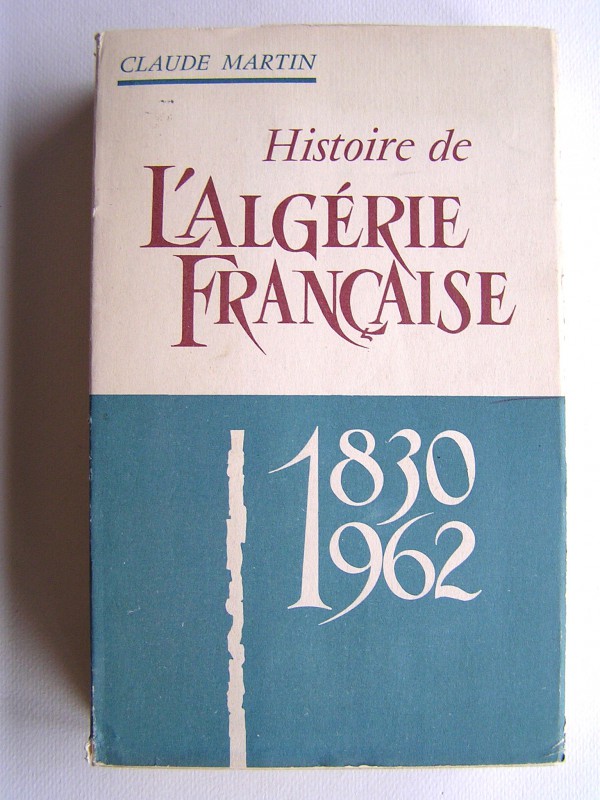 CLAUDE MARTIN
Histoire de
L'ALGÉRIE
FRANÇAISE
1830
1962